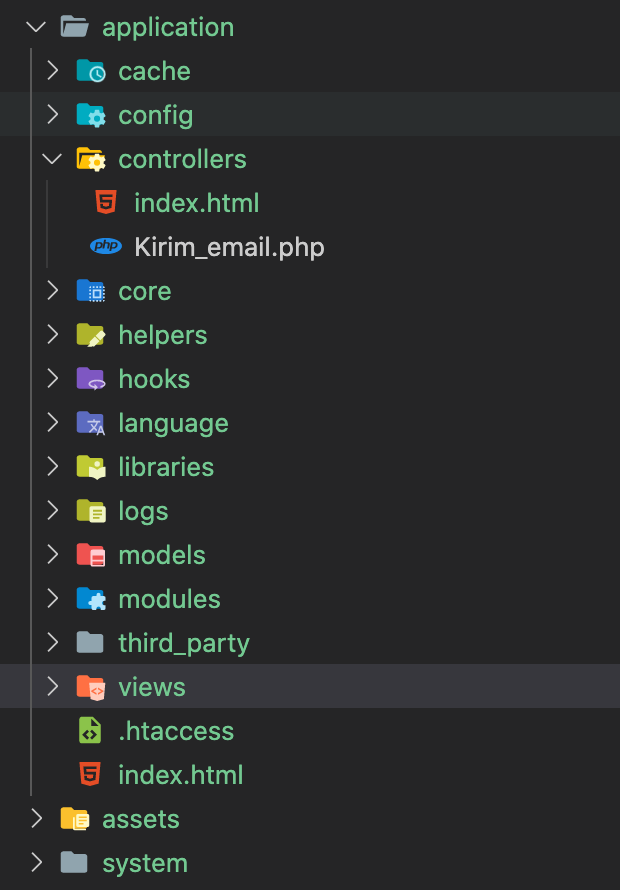 application
cache
config
controllers
index.html
php Kirim_email.php
core
helpers
hooks
language
libraries
logs
models
modules
third_party
views
.htaccess
index.html
assets
system